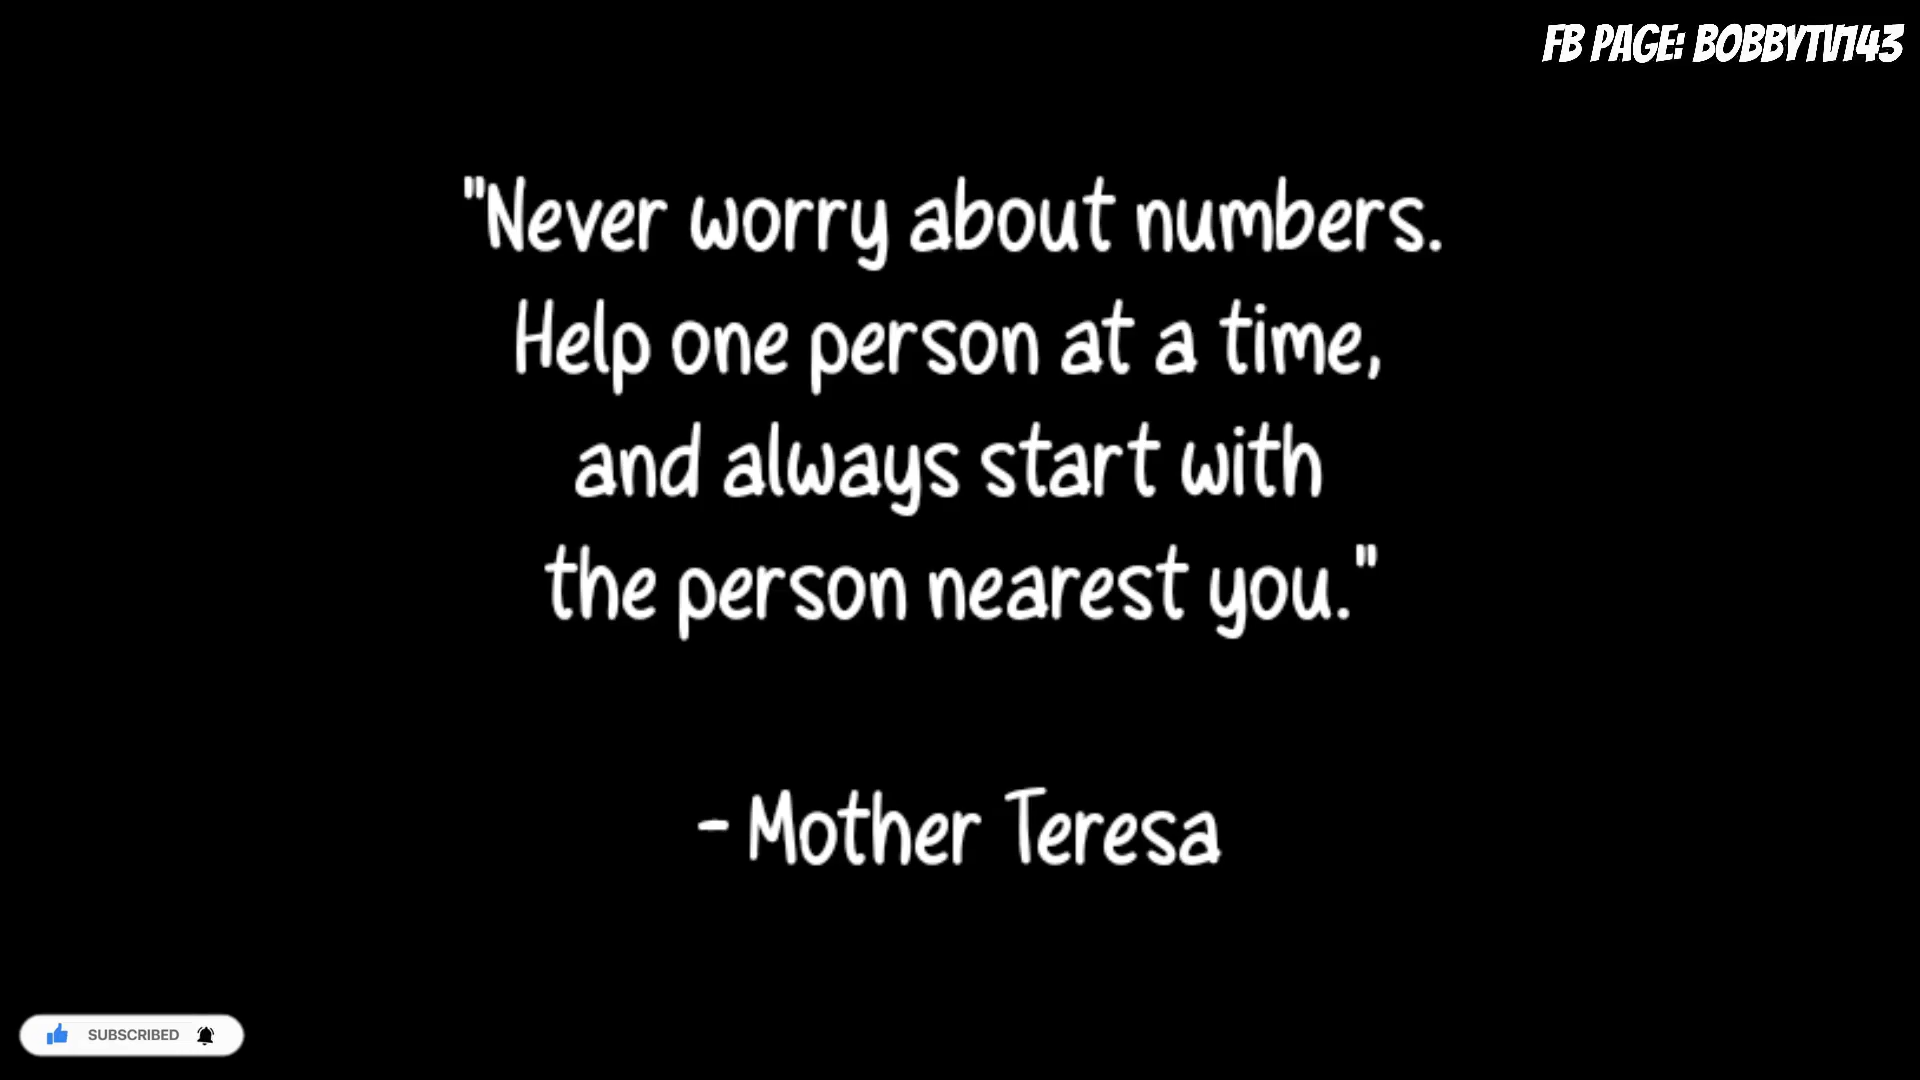 FB PAGE: BOBBYTV143
"Never worry about numbers.
Help one person at a time,
and always start with
the person nearest you."
- Mother Teresa
SUBSCRIBED